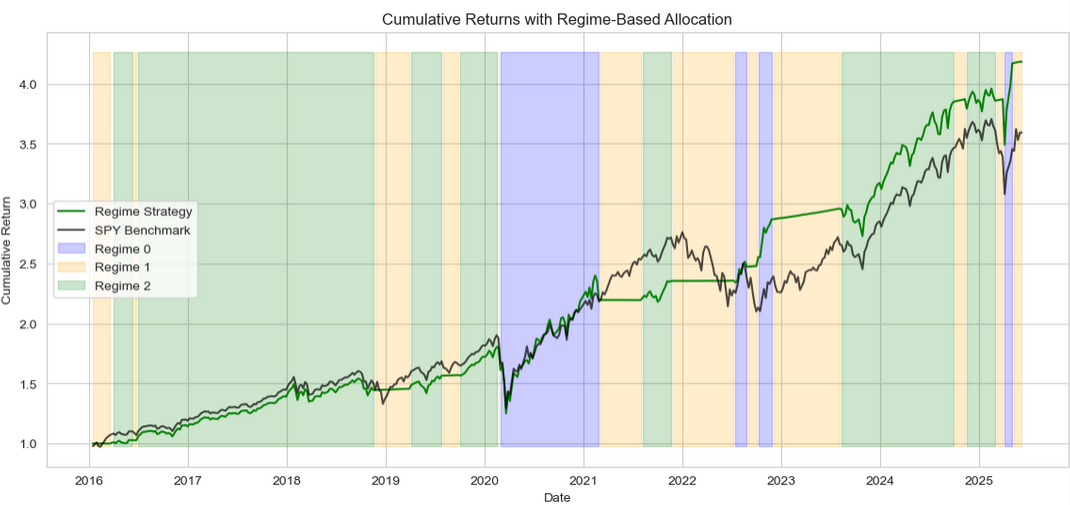 Cumulative Returns with Regime-Based Allocation
4.0
3.5
3.0
2.5
2.0
1.5
1.0
Cumulative Return
Regime Strategy
SPY Benchmark
Regime 0
Regime 1
Regime 2
2016 2017 2018 2019 2020 2021 2022 2023 2024 2025
Date